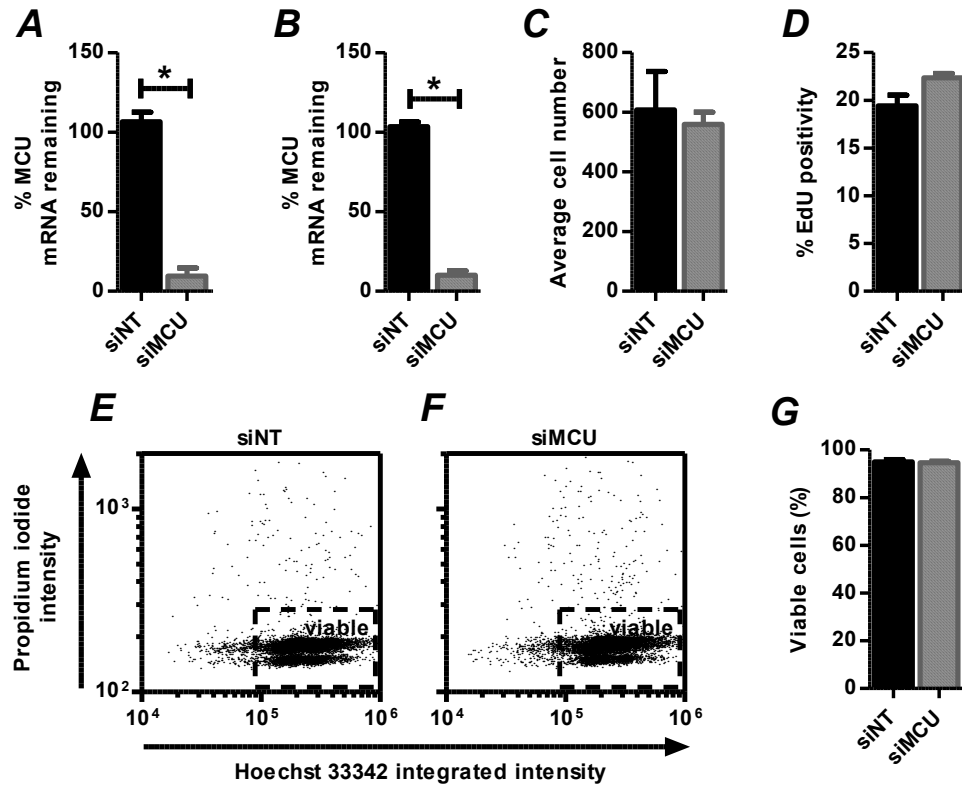 A
B
C
D
% MCU
mRNA remaining
150
100
50
0
*
siNT
siMCU
% MCU
mRNA remaining
150
100
50
0
*
siNT
siMCU
Average cell number
800
600
400
200
0
siNT
siMCU
% EdU positivity
25
20
15
10
5
0
siNT
siMCU
E
F
G
siNT
siMCU
Propidium iodide
intensity
10³
10²
viable
10⁴
10⁵
10⁶
viable
10⁴
10⁵
10⁶
Hoechst 33342 integrated intensity
Viable cells (%)
100
80
60
40
20
0
siNT
siMCU